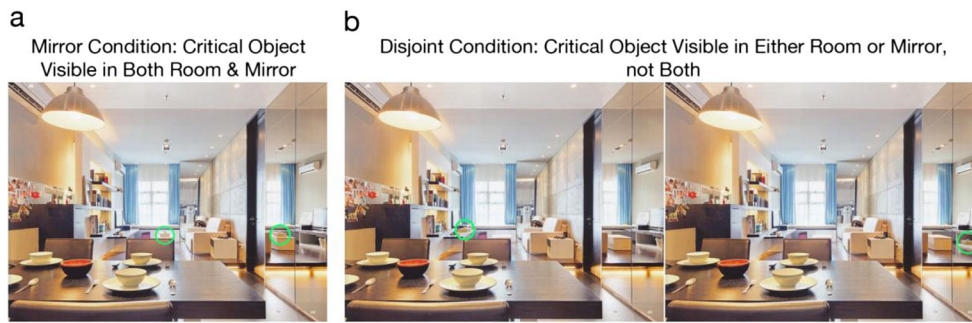 a
Mirror Condition: Critical Object
Visible in Both Room & Mirror
b
Disjoint Condition: Critical Object Visible in Either Room or Mirror,
not Both